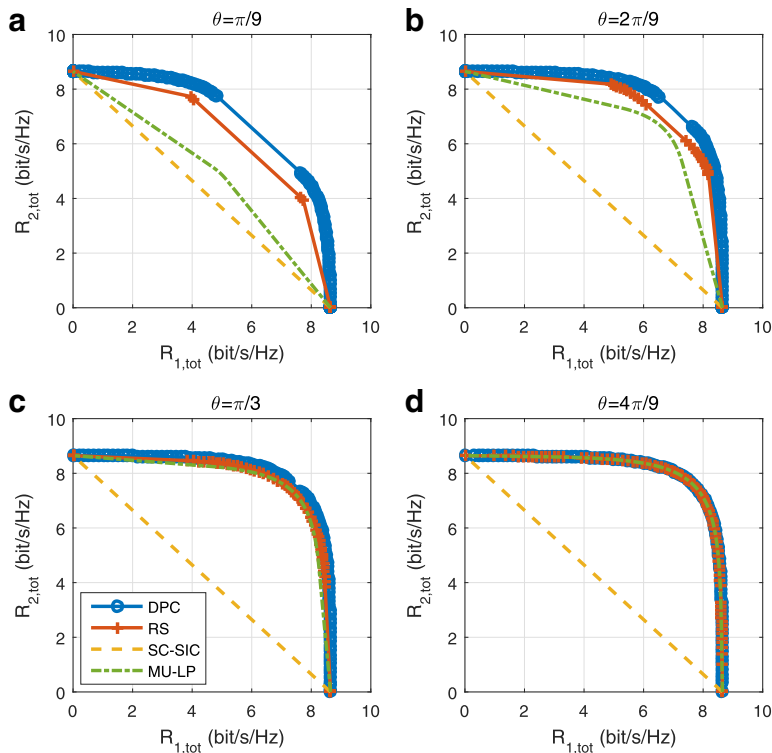 a
θ=π/9
10
8
6
4
2
0
R2,tot (bit/s/Hz)
0 2 4 6 8 10
R1,tot (bit/s/Hz)
b
θ=2π/9
10
8
6
4
2
0
R2,tot (bit/s/Hz)
0 2 4 6 8 10
R1,tot (bit/s/Hz)
c
θ=π/3
10
8
6
4
2
0
R2,tot (bit/s/Hz)
DPC
RS
SC-SIC
MU-LP
0 2 4 6 8 10
R1,tot (bit/s/Hz)
d
θ=4π/9
10
8
6
4
2
0
R2,tot (bit/s/Hz)
0 2 4 6 8 10
R1,tot (bit/s/Hz)